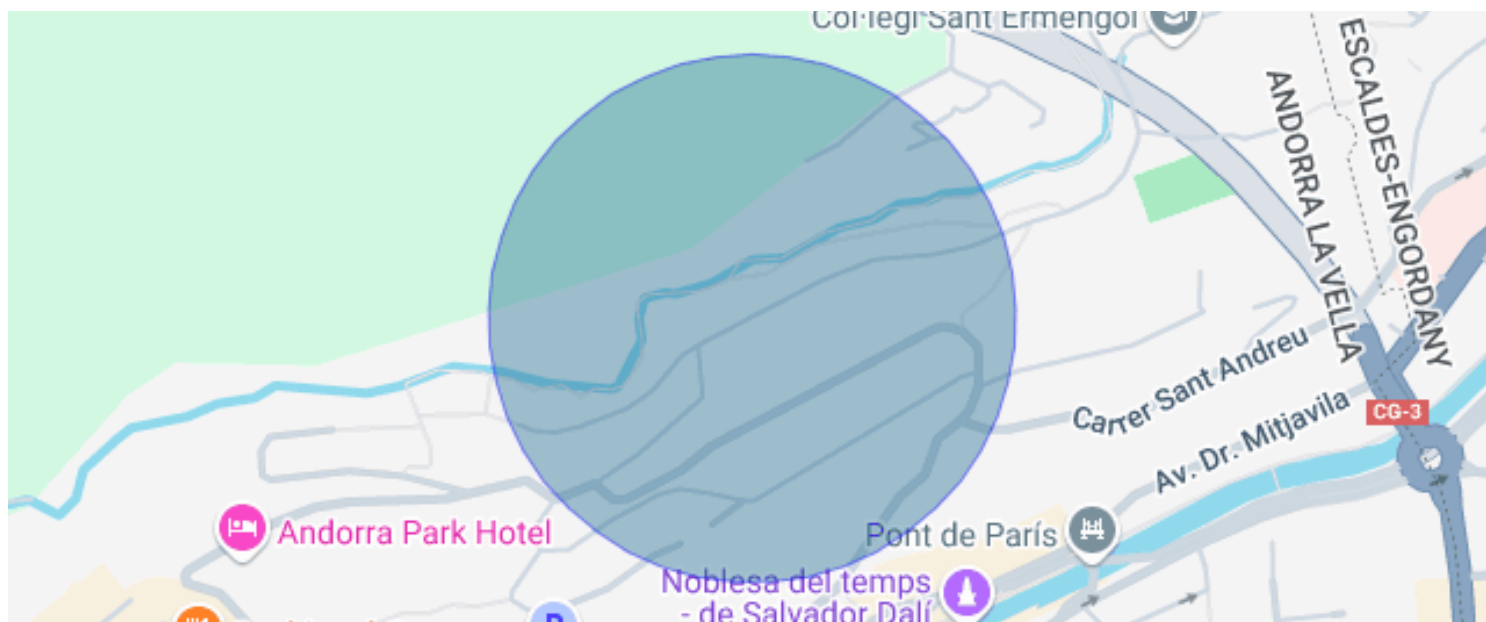 Col·legi Sant Ermengol
ESCALDES-ENGORDANY
ANDORRA LA VELLA
Carrer Sant Andreu
CG-3
Av. Dr. Mitjavila
Andorra Park Hotel
Pont de París
Noblesa del temps
- de Salvador Dalí
P